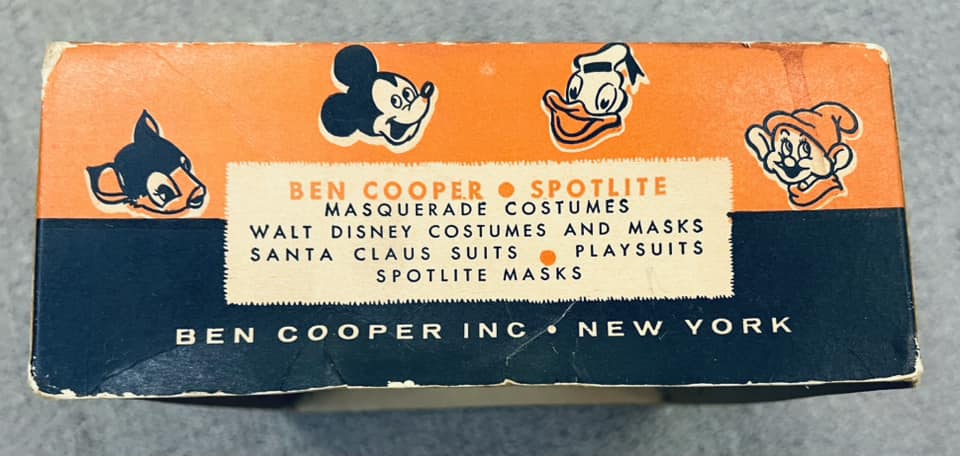 BEN COOPER • SPOTLITE
MASQUERADE COSTUMES
WALT DISNEY COSTUMES AND MASKS
SANTA CLAUS SUITS • PLAYSUITS
SPOTLITE MASKS
BEN COOPER INC • NEW YORK